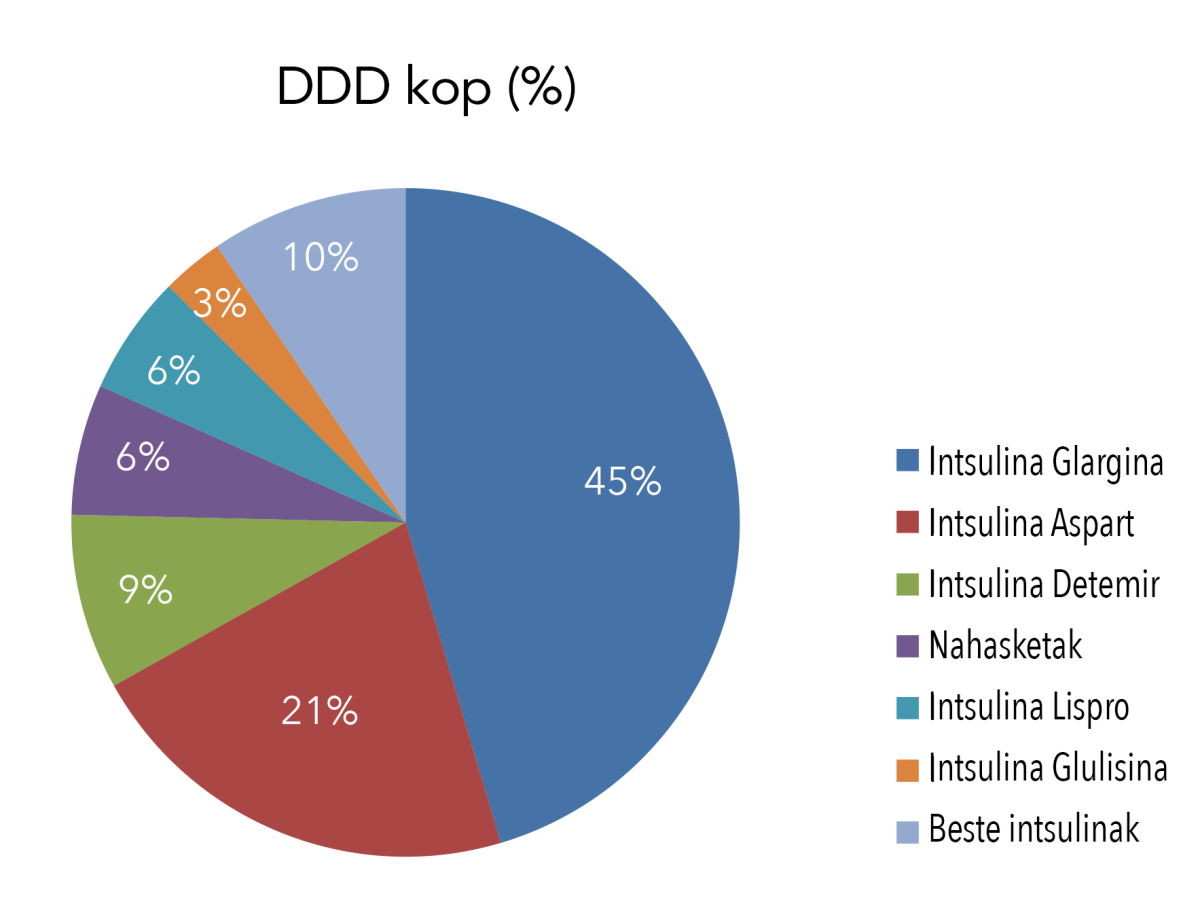 DDD kop (%)
10%
3%
6%
6%
9%
21%
45%
Intsulina Glargina
Intsulina Aspart
Intsulina Detemir
Nahasketak
Intsulina Lispro
Intsulina Glulisina
Beste intsulinak